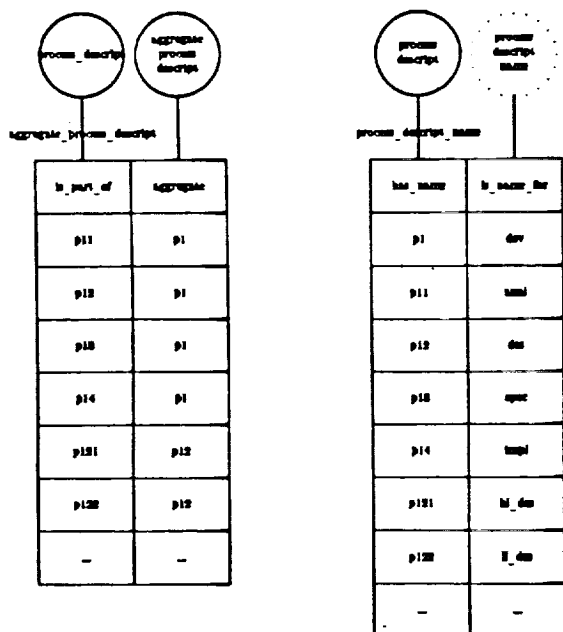 process_descript
aggregate
process
descript
aggregate_process_descript
is_part_of aggregate
p11 p1
p12 p1
p13 p1
p14 p1
p121 p12
p122 p12
... ...
process
descript
process
descript
name
process_descript_name
has_name is_name_for
p1 dev
p11
p12 des
p13 spec
p14
p121 hl_des
p122 ll_des
... ...